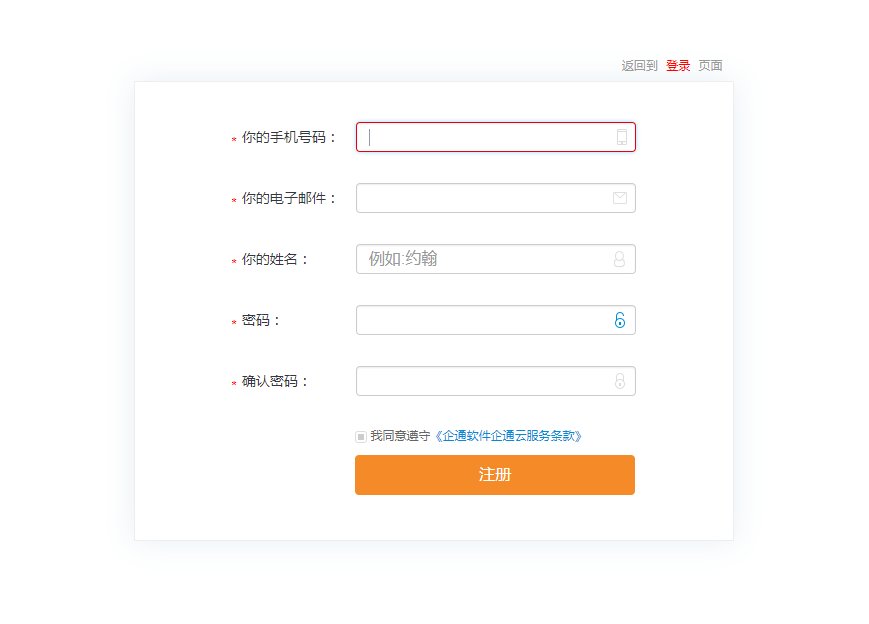 返回到 登录 页面
* 你的手机号码：
* 你的电子邮件：
* 你的姓名： 例如:约翰
* 密码：
* 确认密码：
我同意遵守《企通软件企通云服务条款》
注册